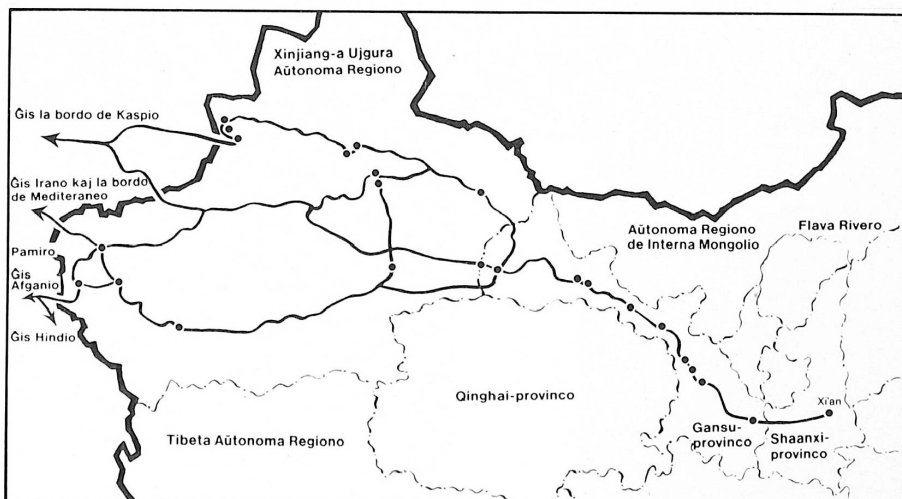 Xinjiang-a Ujgura
Aŭtonoma Regiono
Ĝis la bordo de Kaspio
Ĝis Irano kaj la bordo
de Mediteraneo
Pamiro
Ĝis
Afganio
Ĝis Hindio
Aŭtonoma Regiono
de Interna Mongolio
Flava Rivero
Qinghai-provinco
Tibeta Aŭtonoma Regiono
Gansu-
provinco
Xi'an
Shaanxi-
provinco